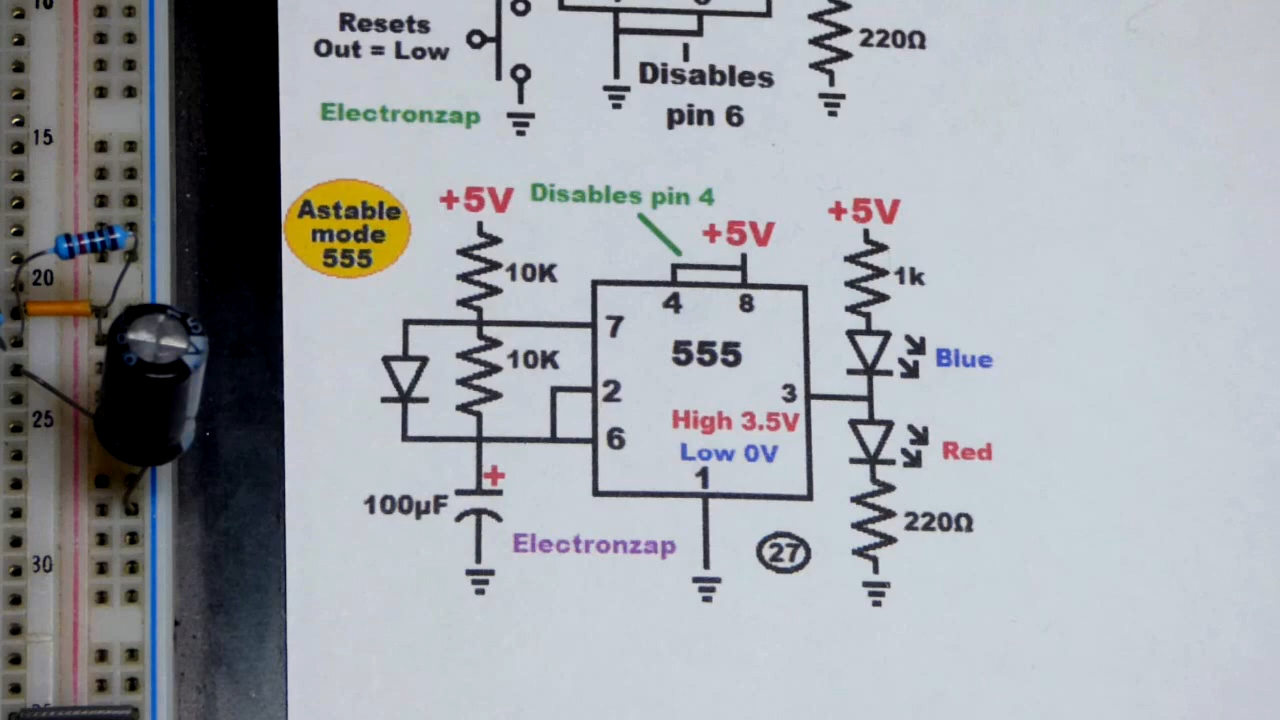 Resets
Out = Low
220Ω
Disables
pin 6
Electronzap
Astable
mode
555
+5V
Disables pin 4
+5V
+5V
10K
4 8
1k
7
555
10K
Blue
2
3
High 3.5V
6
Low 0V
Red
1
+
100µF
Electronzap
27
220Ω
10
15
20
25
30